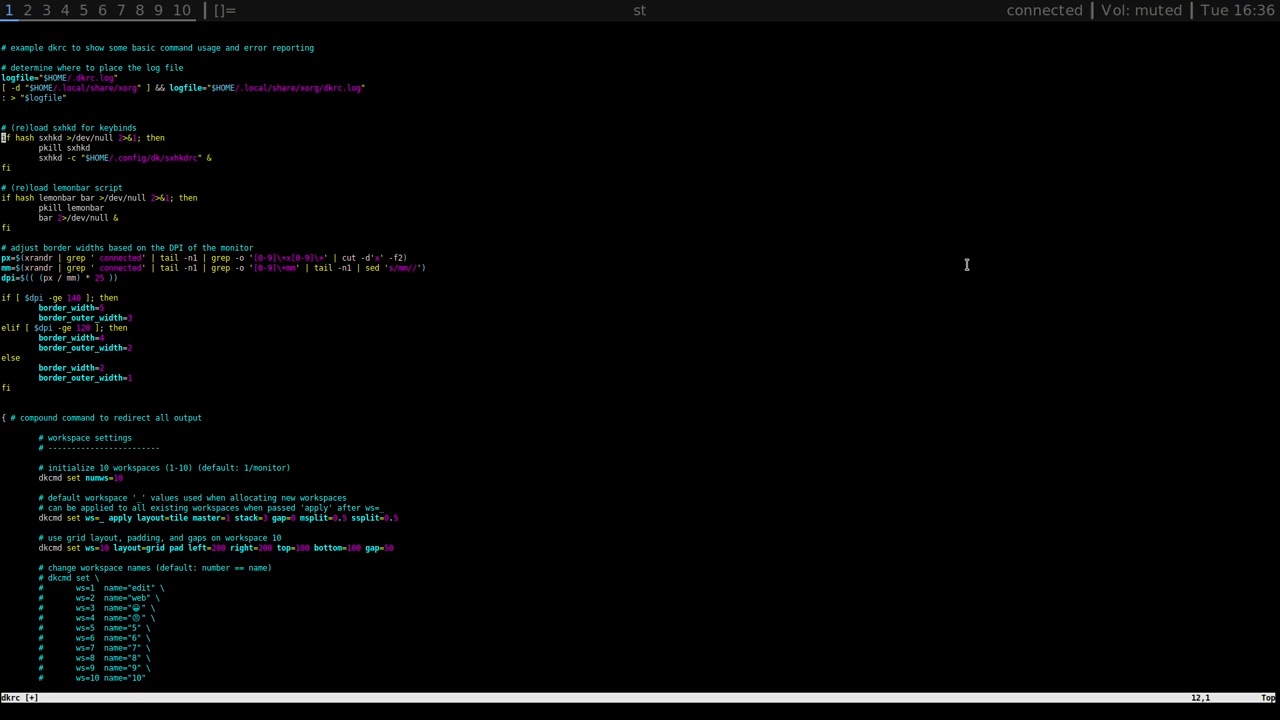 1 2 3 4 5 6 7 8 9 10 | []= st connected | Vol: muted | Tue 16:36
# example dkrc to show some basic command usage and error reporting
# determine where to place the log file
logfile="$HOME/.dkrc.log"
[ -d "$HOME/.local/share/xorg" ] && logfile="$HOME/.local/share/xorg/dkrc.log"
: > "$logfile"
# (re)load sxhkd for keybinds
if hash sxhkd >/dev/null 2>&1; then
pkill sxhkd
sxhkd -c "$HOME/.config/dk/sxhkdrc" &
fi
# (re)load lemonbar script
if hash lemonbar bar >/dev/null 2>&1; then
pkill lemonbar
bar 2>/dev/null &
fi
# adjust border widths based on the DPI of the monitor
px=$(xrandr | grep ' connected' | tail -n1 | grep -o '[0-9]\+x[0-9]\+' | cut -d'x' -f2)
mm=$(xrandr | grep ' connected' | tail -n1 | grep -o '[0-9]\+mm' | tail -n1 | sed 's/mm//')
dpi=$(( (px / mm) * 25 ))
if [ $dpi -ge 140 ]; then
border_width=5
border_outer_width=3
elif [ $dpi -ge 120 ]; then
border_width=4
border_outer_width=2
else
border_width=2
border_outer_width=1
fi
{ # compound command to redirect all output
# workspace settings
# ------------------------
# initialize 10 workspaces (1-10) (default: 1/monitor)
dkcmd set numws=10
# default workspace '_' values used when allocating new workspaces
# can be applied to all existing workspaces when passed 'apply' after ws=_
dkcmd set ws=_ apply layout=tile master=1 stack=3 gap=0 msplit=0.5 ssplit=0.5
# use grid layout, padding, and gaps on workspace 10
dkcmd set ws=10 layout=grid pad left=200 right=200 top=100 bottom=100 gap=50
# change workspace names (default: number == name)
# dkcmd set \
# ws=1 name="edit" \
# ws=2 name="web" \
# ws=3 name="😀" \
# ws=4 name="" \
# ws=5 name="5" \
# ws=6 name="6" \
# ws=7 name="7" \
# ws=8 name="8" \
# ws=9 name="9" \
# ws=10 name="10"
dkrc [+] 12,1 Top